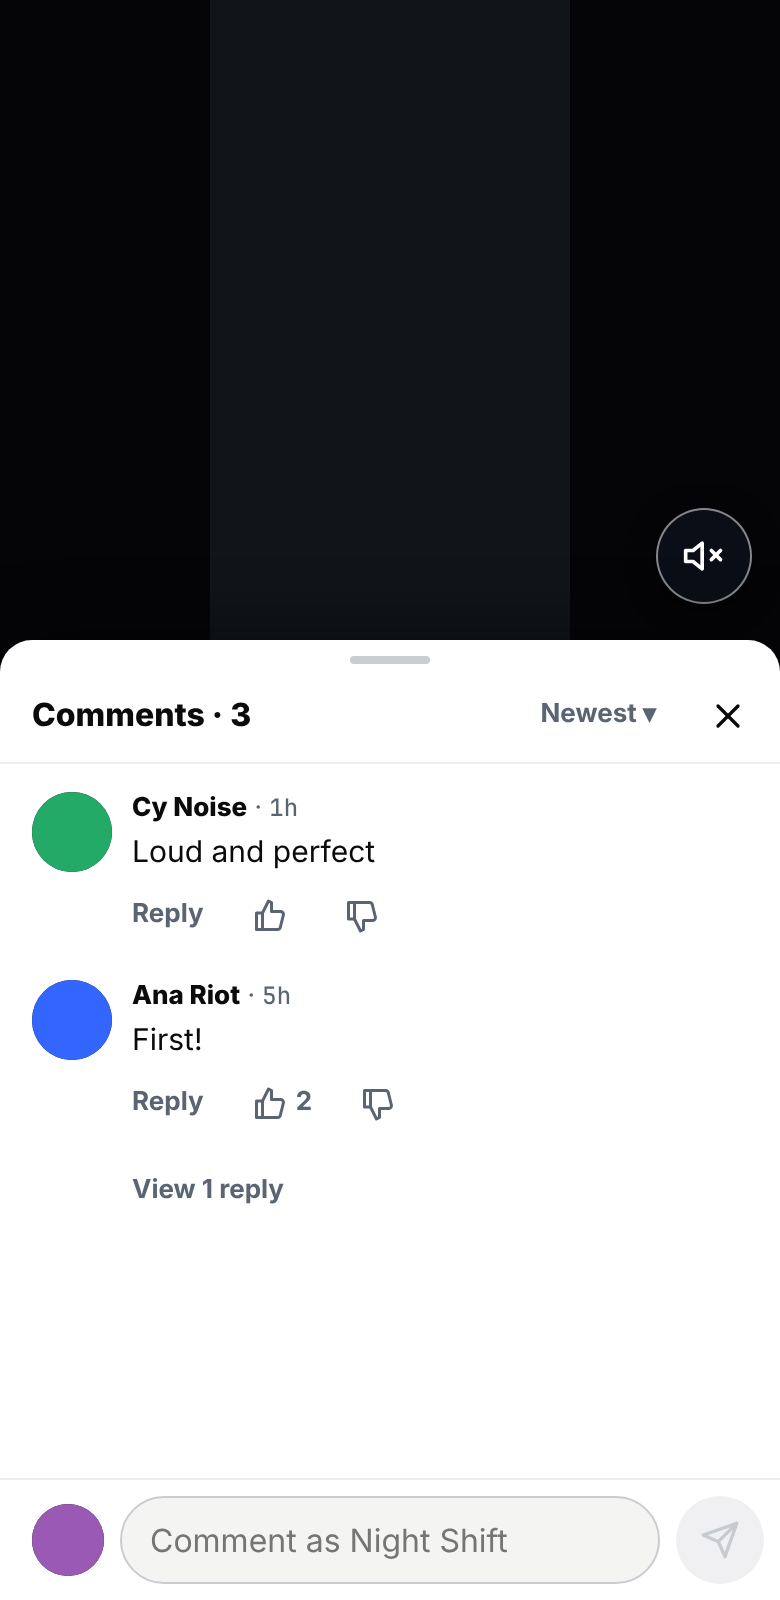 Comments · 3
Newest ▾
Cy Noise · 1h
Loud and perfect
Reply
Ana Riot · 5h
First!
Reply 2
View 1 reply
Comment as Night Shift